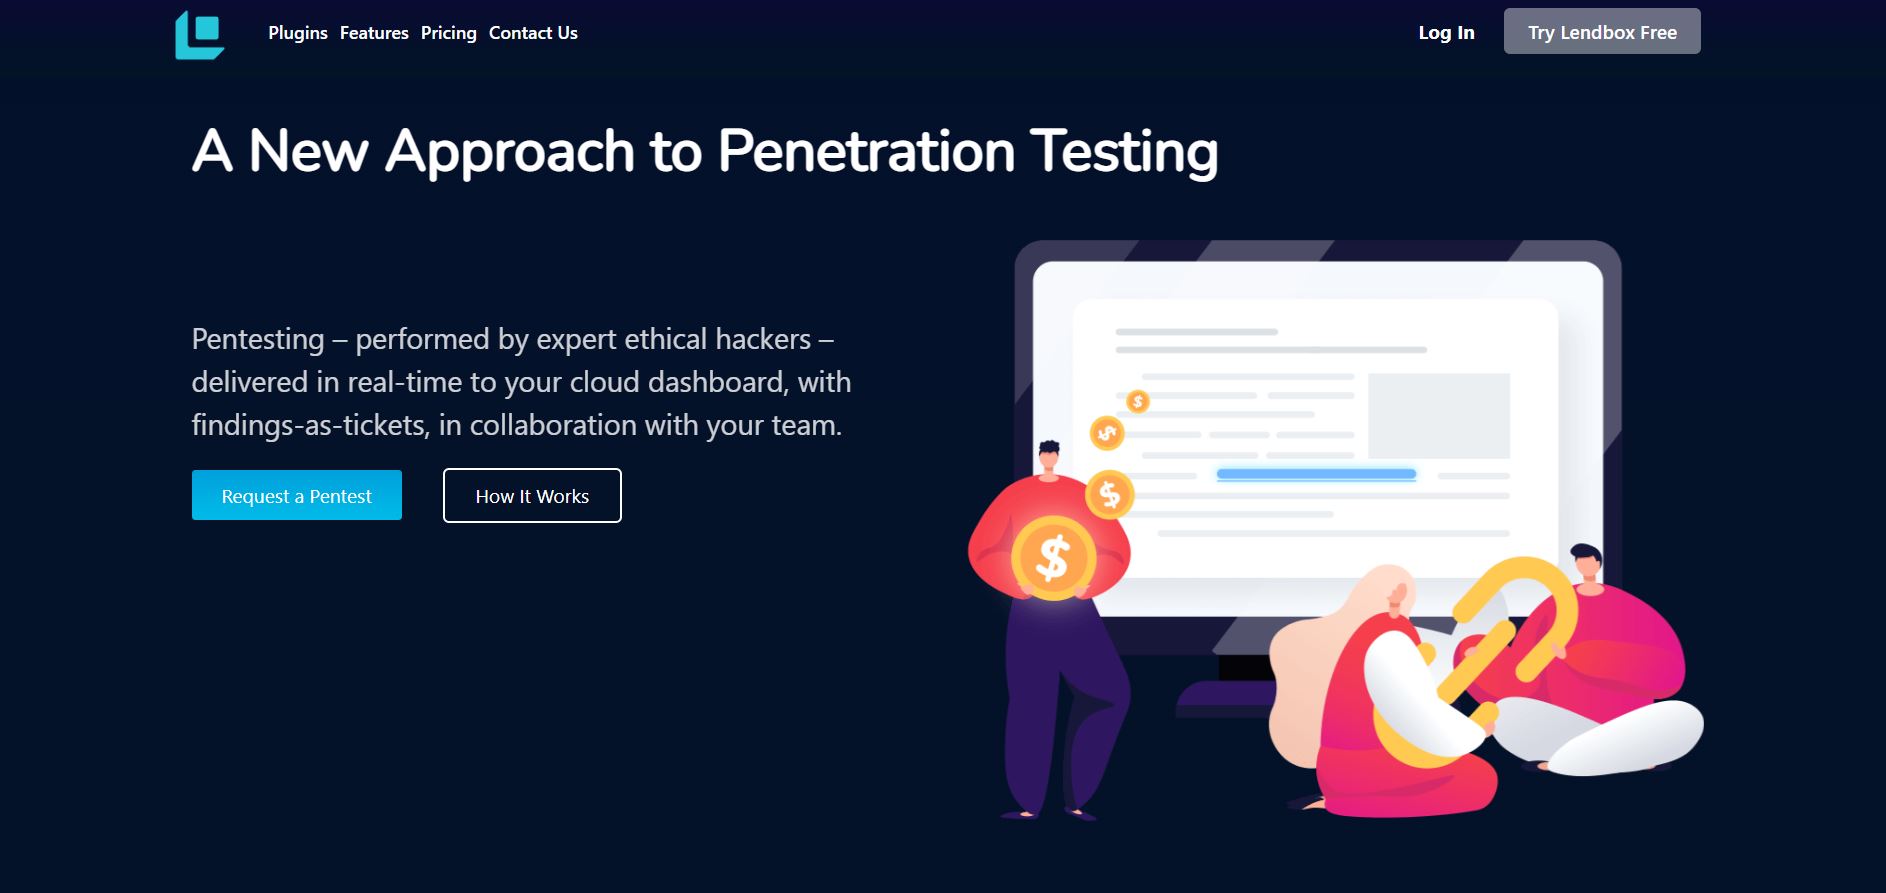 Plugins Features Pricing Contact Us Log In Try Lendbox Free
A New Approach to Penetration Testing
Pentesting – performed by expert ethical hackers –
delivered in real-time to your cloud dashboard, with
findings-as-tickets, in collaboration with your team.
Request a Pentest How It Works
$
$
$
$